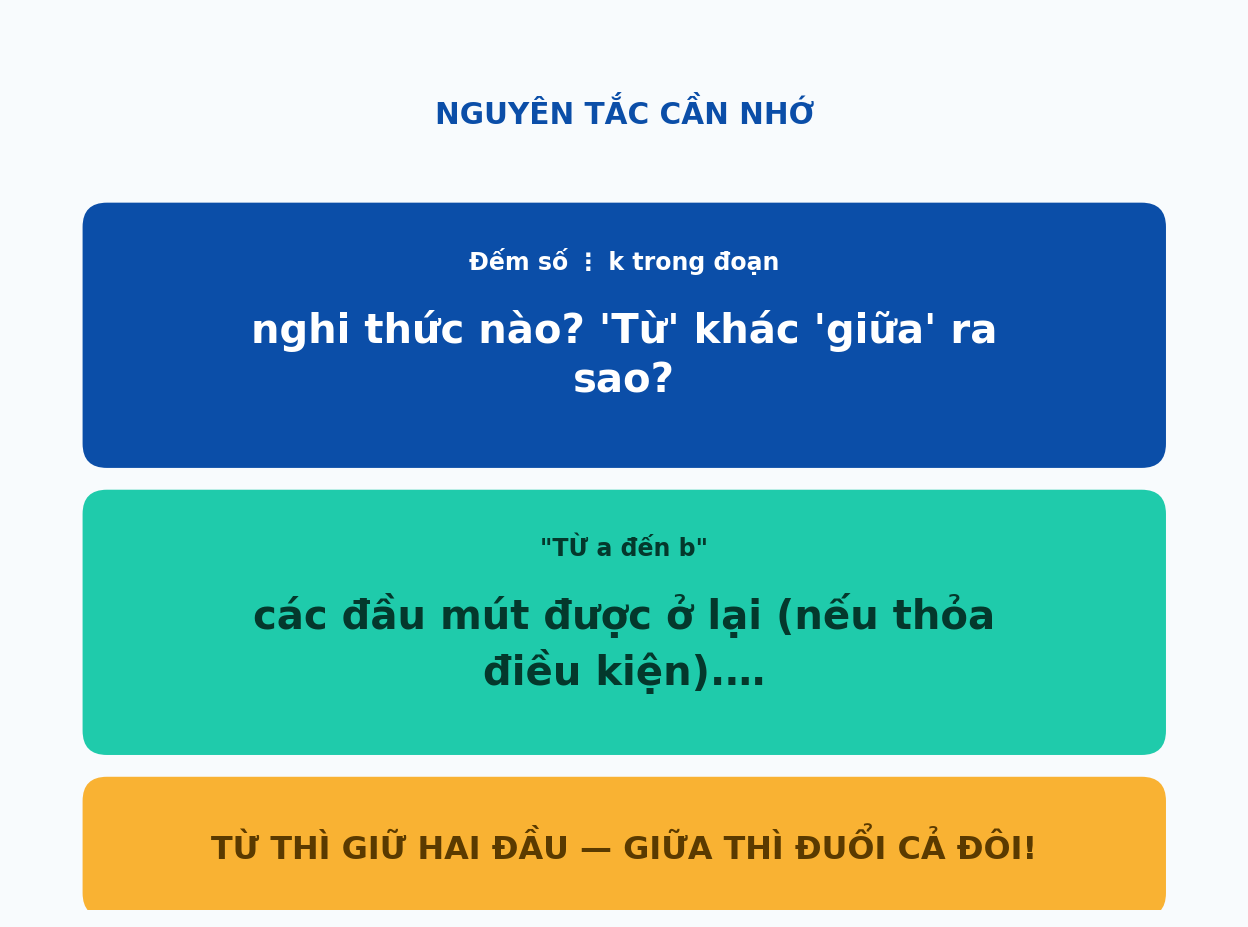 NGUYÊN TẮC CẦN NHỚ
Đếm số ⋮ k trong đoạn
nghi thức nào? 'Từ' khác 'giữa' ra
sao?
"TỪ a đến b"
các đầu mút được ở lại (nếu thỏa
điều kiện).…
TỪ THÌ GIỮ HAI ĐẦU — GIỮA THÌ ĐUỔI CẢ ĐÔI!